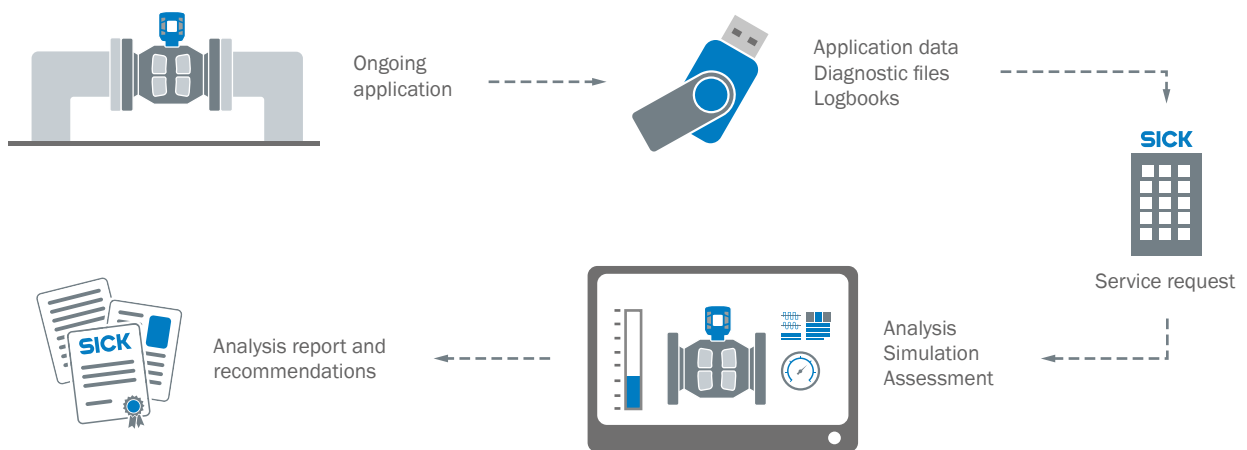 Ongoing
application
Application data
Diagnostic files
Logbooks
SICK
Service request
Analysis
Simulation
Assessment
SICK
Analysis report and
recommendations